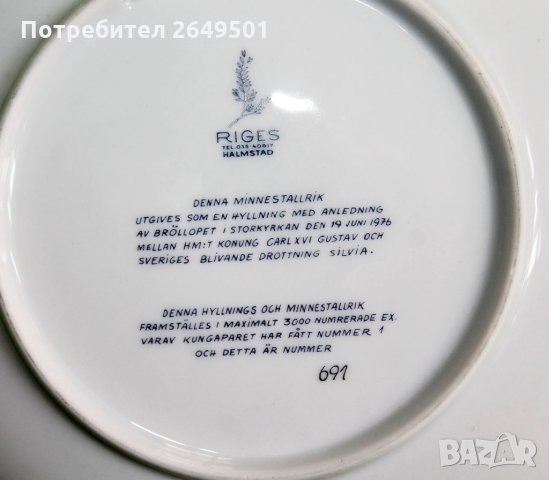 Потребител 2649501
RIGES
TEL. 035-40817
HALMSTAD
DENNA MINNESTALLRIK
UTGIVES SOM EN HYLLNING MED ANLEDNING
AV BRÖLLOPET I STORKYRKAN DEN 19 JUNI 1976
MELLAN HM:T KONUNG CARL XVI GUSTAV OCH
SVERIGES BLIVANDE DROTTNING SILVIA.
DENNA HYLLNINGS OCH MINNESTALLRIK
FRAMSTÄLLES I MAXIMALT 3000 NUMRERADE EX.
VARAV KUNGAPARET HAR FÅTT NUMMER 1
OCH DETTA ÄR NUMMER
691
BAZAR